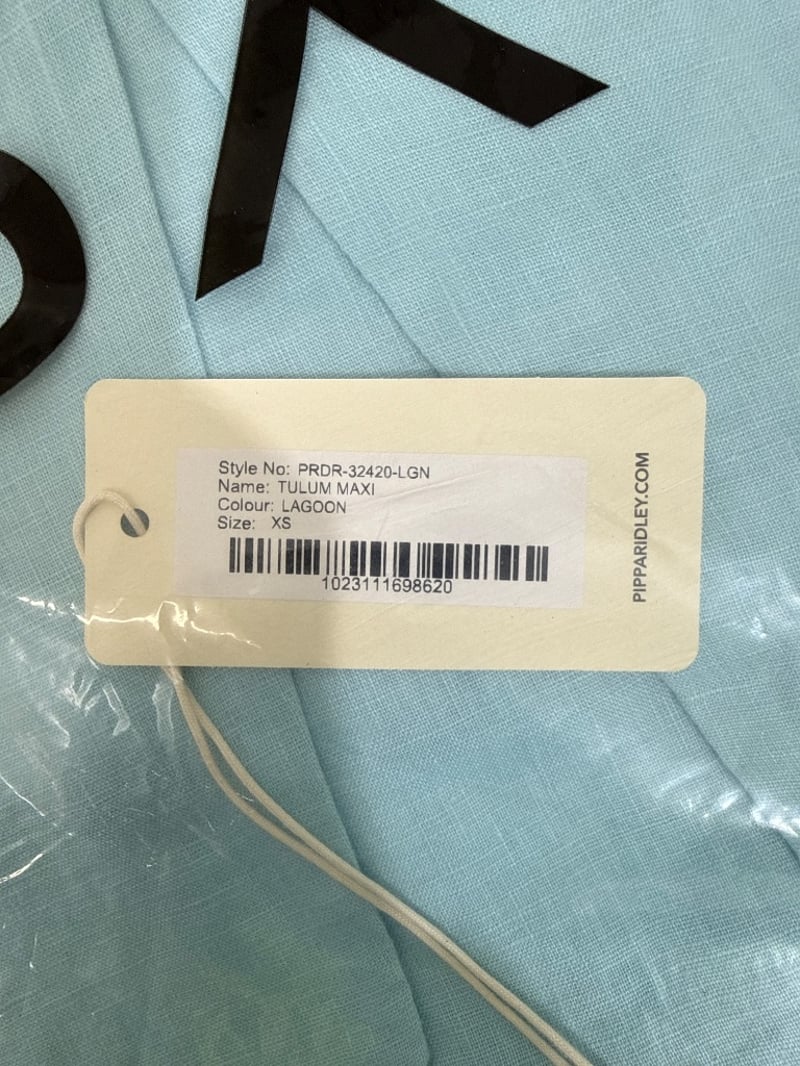 Style No: PRDR-32420-LGN
Name: TULUM MAXI
Colour: LAGOON
Size: XS
1023111698620
PIPPARIDLEY.COM